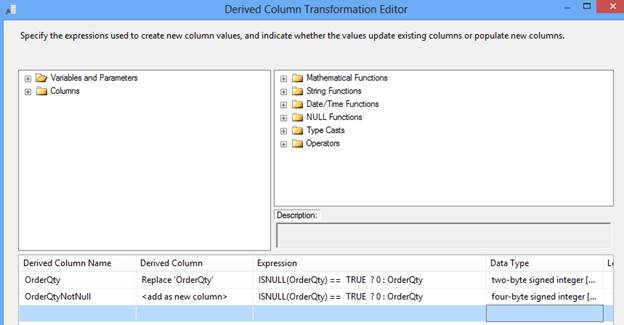 Derived Column Transformation Editor
Specify the expressions used to create new column values, and indicate whether the values update existing columns or populate new columns.
Variables and Parameters
Columns
Mathematical Functions
String Functions
Date/Time Functions
NULL Functions
Type Casts
Operators
Description:
Derived Column Name Derived Column Expression Data Type Le
OrderQty Replace 'OrderQty' ISNULL(OrderQty) == TRUE ? 0 : OrderQty two-byte signed integer [...
OrderQtyNotNull <add as new column> ISNULL(OrderQty) == TRUE ? 0 : OrderQty four-byte signed integer [...